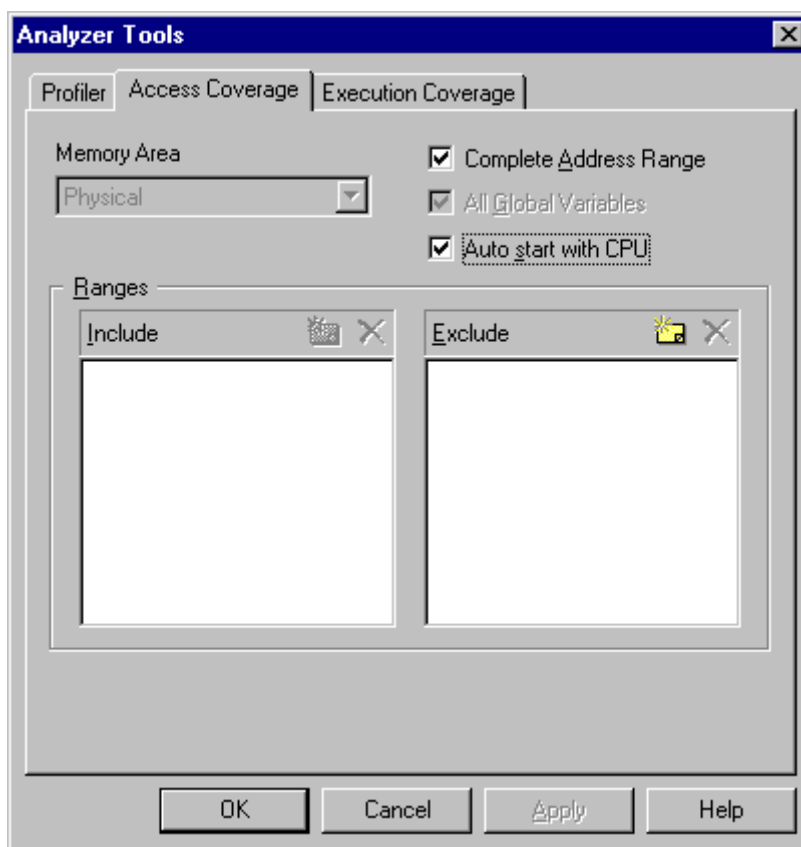 Analyzer Tools
Profiler Access Coverage Execution Coverage
Memory Area
Physical
Complete Address Range
All Global Variables
Auto start with CPU
Ranges
Include
Exclude
OK Cancel Apply Help